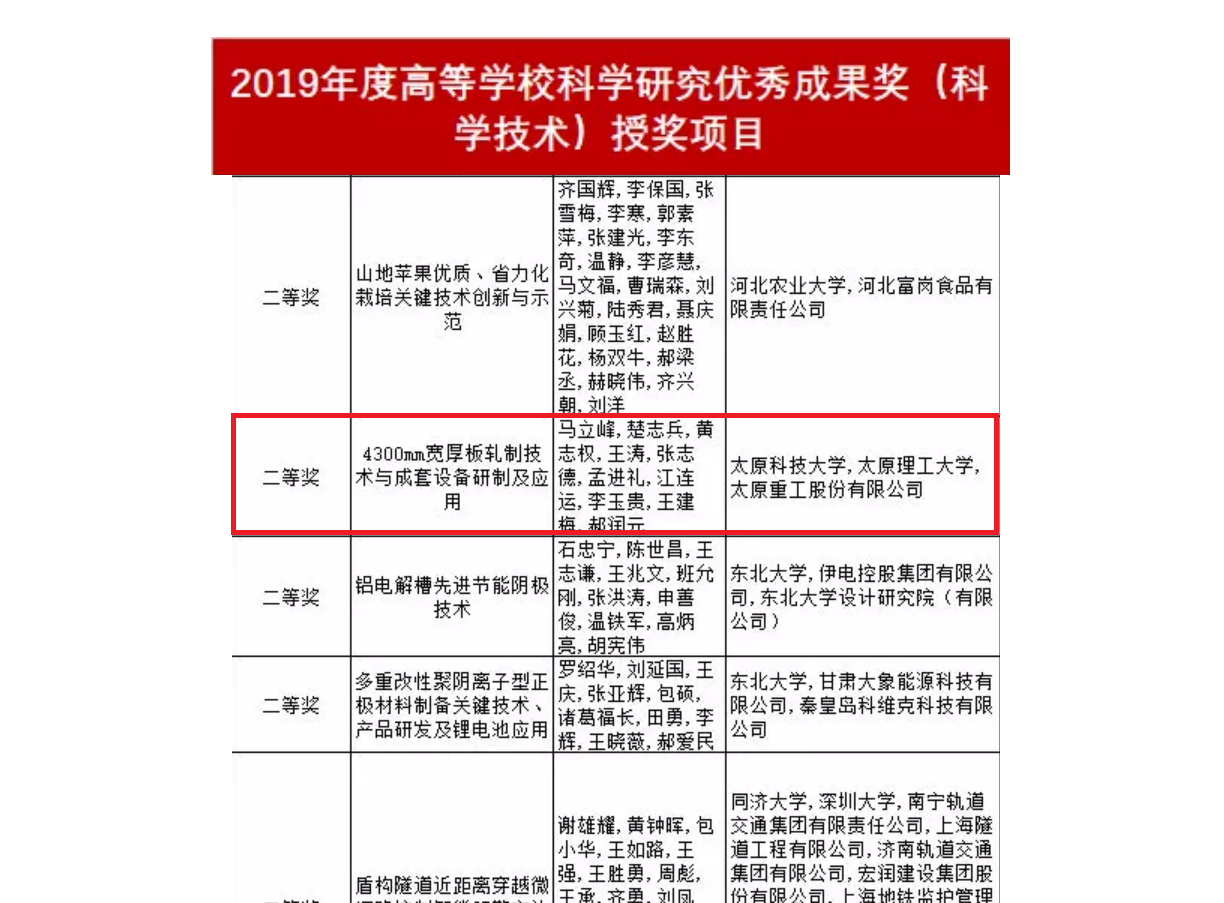 2019年度高等学校科学研究优秀成果奖（科
学技术）授奖项目
二等奖
山地苹果优质、省力化
栽培关键技术创新与示
范
齐国辉,李保国,张
雪梅,李寒,郭素
萍,张建光,李东
奇,温静,李彦慧,
马文福,曹瑞森,刘
兴菊,陆秀君,聂庆
娟,顾玉红,赵胜
花,杨双牛,郝梁
丞,赫晓伟,齐兴
朝,刘洋
河北农业大学,河北富岗食品有
限责任公司
二等奖
4300mm宽厚板轧制技
术与成套设备研制及应
用
马立峰,楚志兵,黄
志权,王涛,张志
德,孟进礼,江连
运,李玉贵,王建
梅,郝润元
太原科技大学,太原理工大学,
太原重工股份有限公司
二等奖
铝电解槽先进节能阴极
技术
石忠宁,陈世昌,王
志谦,王兆文,班允
刚,张洪涛,申善
俊,温铁军,高炳
亮,胡宪伟
东北大学,伊电控股集团有限公
司,东北大学设计研究院（有限
公司）
二等奖
多重改性聚阴离子型正
极材料制备关键技术、
产品研发及锂电池应用
罗绍华,刘延国,王
庆,张亚辉,包硕,
诸葛福长,田勇,李
辉,王晓薇,郝爱民
东北大学,甘肃大象能源科技有
限公司,秦皇岛科维克科技有限
公司
盾构隧道近距离穿越微
谢雄耀,黄钟晖,包
小华,王如路,王
强,王胜勇,周彪,
王承,齐勇,刘凤
同济大学,深圳大学,南宁轨道
交通集团有限责任公司,上海隧
道工程有限公司,济南轨道交通
集团有限公司,宏润建设集团股
份有限公司,上海地铁监护管理